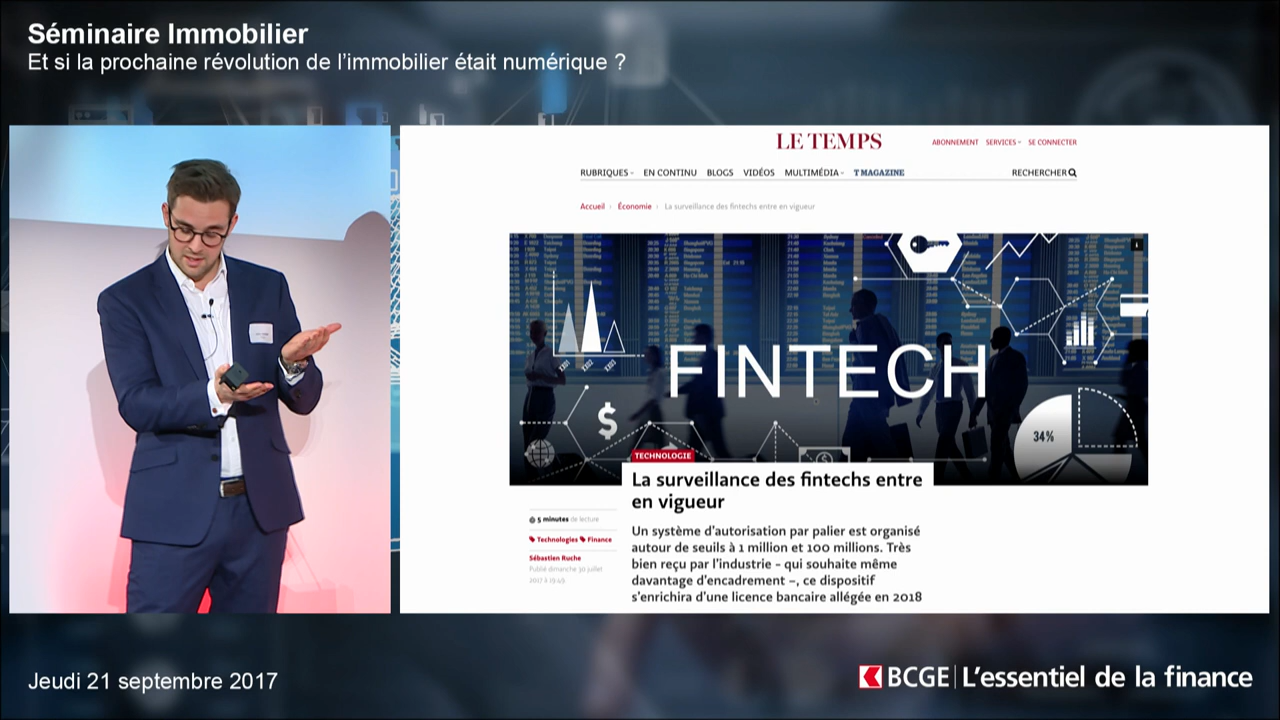 Séminaire Immobilier
Et si la prochaine révolution de l'immobilier était numérique ?
LE TEMPS
ABONNEMENT SERVICES SE CONNECTER
RUBRIQUES EN CONTINU BLOGS VIDÉOS MULTIMÉDIA T MAGAZINE RECHERCHER
Accueil › Économie › La surveillance des fintechs entre en vigueur
FINTECH
$
34%
TECHNOLOGIE
La surveillance des fintechs entre
en vigueur
5 minutes de lecture
Technologies Finance
Sébastien Ruche
Publié dimanche 30 juillet
2017 à 19:45
Un système d'autorisation par palier est organisé
autour de seuils à 1 million et 100 millions. Très
bien reçu par l'industrie – qui souhaite même
davantage d'encadrement –, ce dispositif
s'enrichira d'une licence bancaire allégée en 2018
Jeudi 21 septembre 2017
BCGE L'essentiel de la finance